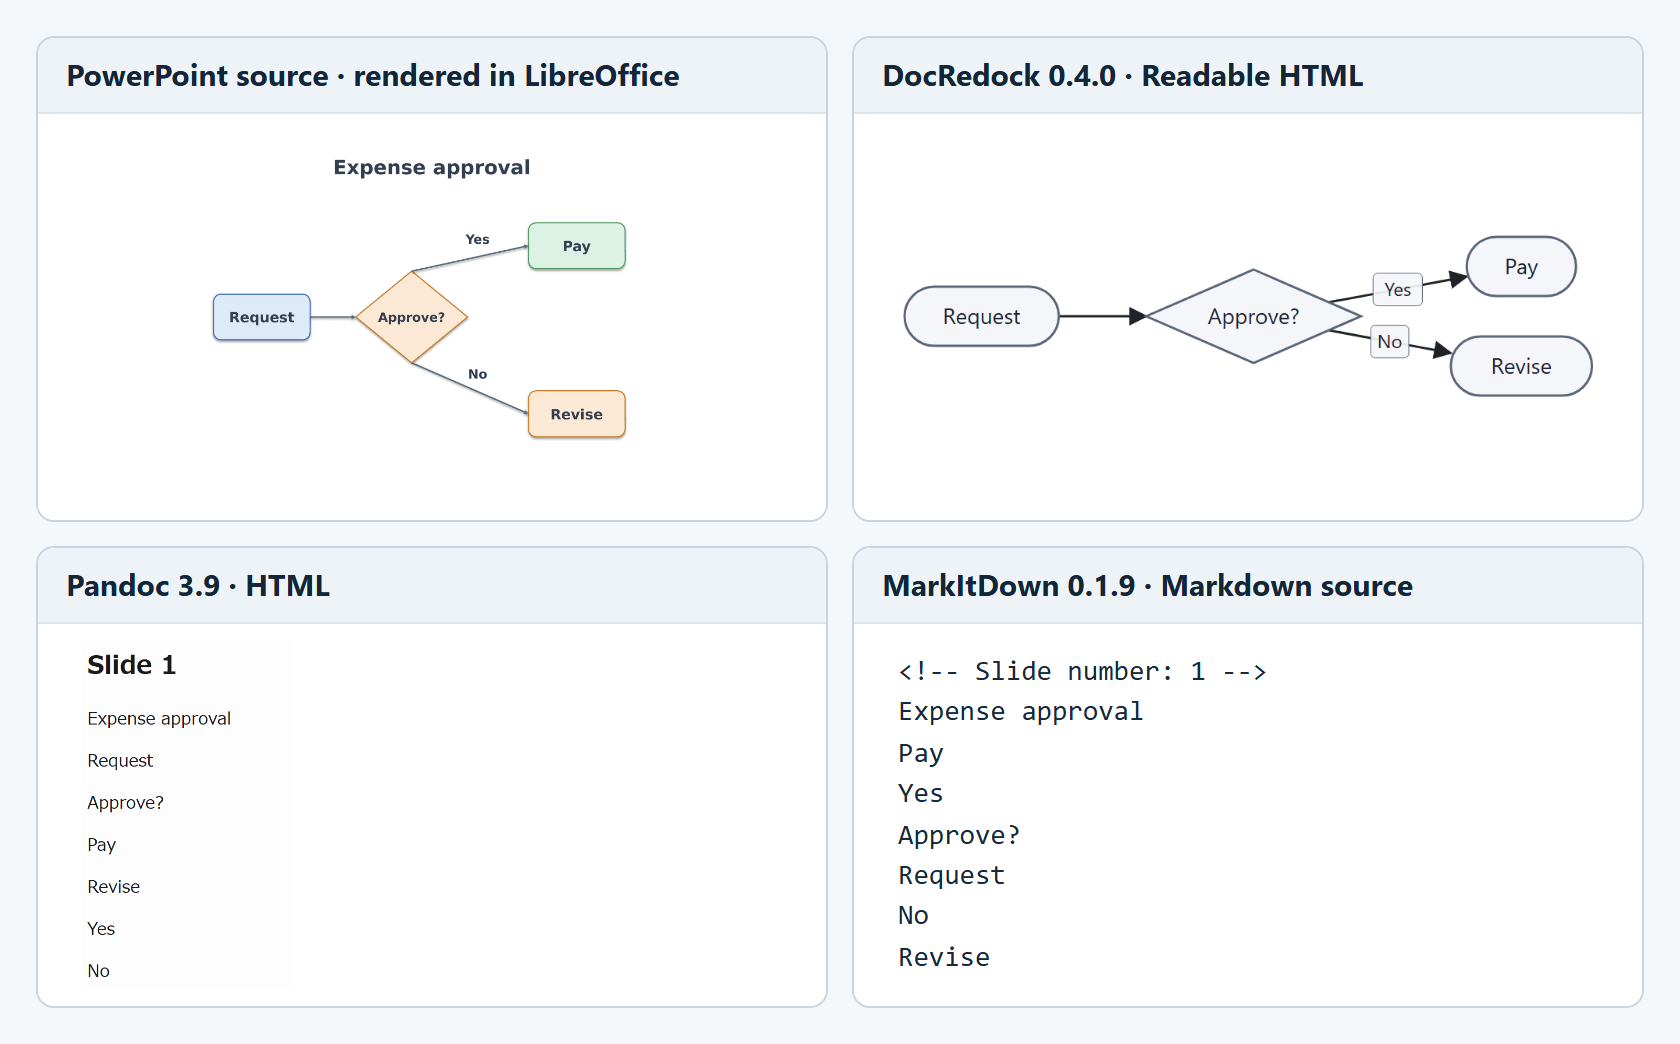 PowerPoint source · rendered in LibreOffice
Expense approval
Yes
Pay
Request
Approve?
No
Revise
DocRedock 0.4.0 · Readable HTML
Pay
Yes
Request
Approve?
No
Revise
Pandoc 3.9 · HTML
Slide 1
Expense approval
Request
Approve?
Pay
Revise
Yes
No
MarkItDown 0.1.9 · Markdown source
<!-- Slide number: 1 -->
Expense approval
Pay
Yes
Approve?
Request
No
Revise